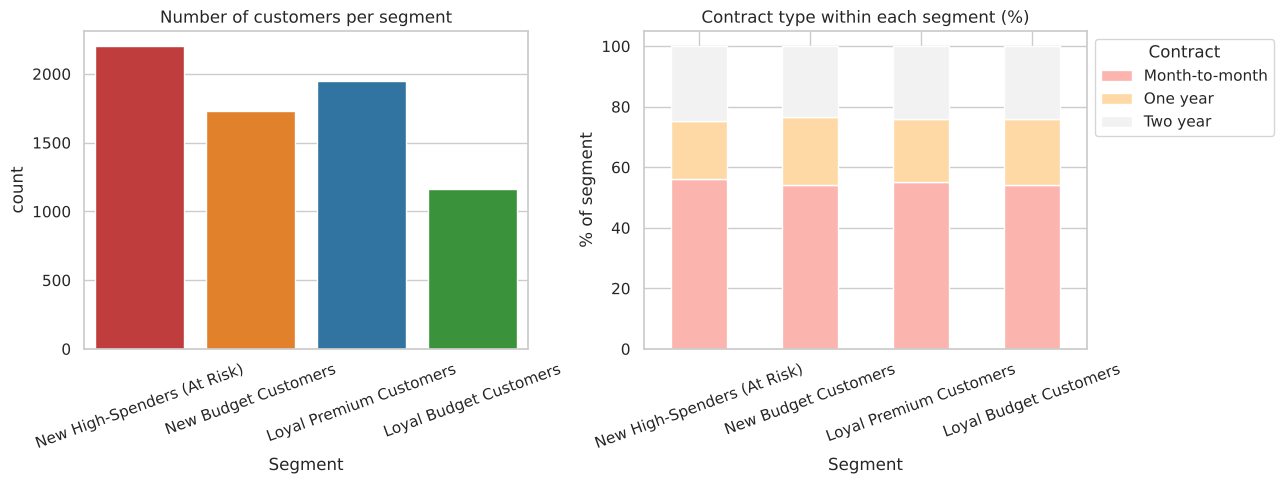 Number of customers per segment
count
2000
1500
1000
500
0
New High-Spenders (At Risk)
New Budget Customers
Loyal Premium Customers
Loyal Budget Customers
Segment
Contract type within each segment (%)
% of segment
100
80
60
40
20
0
New High-Spenders (At Risk)
New Budget Customers
Loyal Premium Customers
Loyal Budget Customers
Segment
Contract
Month-to-month
One year
Two year